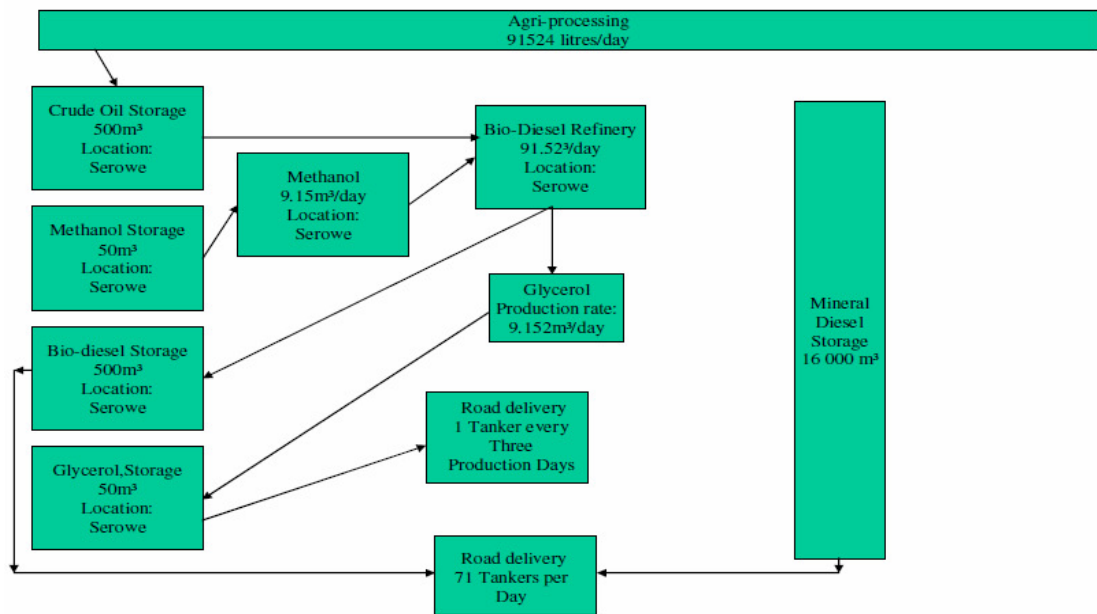 Agri-processing
91524 litres/day
Crude Oil Storage
500m³
Location:
Serowe
Bio-Diesel Refinery
91.52³/day
Location:
Serowe
Methanol
9.15m³/day
Location:
Serowe
Methanol Storage
50m³
Location:
Serowe
Glycerol
Production rate:
9.152m³/day
Mineral
Diesel
Storage
16 000 m³
Bio-diesel Storage
500m³
Location:
Serowe
Road delivery
1 Tanker every
Three
Production Days
Glycerol,Storage
50m³
Location:
Serowe
Road delivery
71 Tankers per
Day